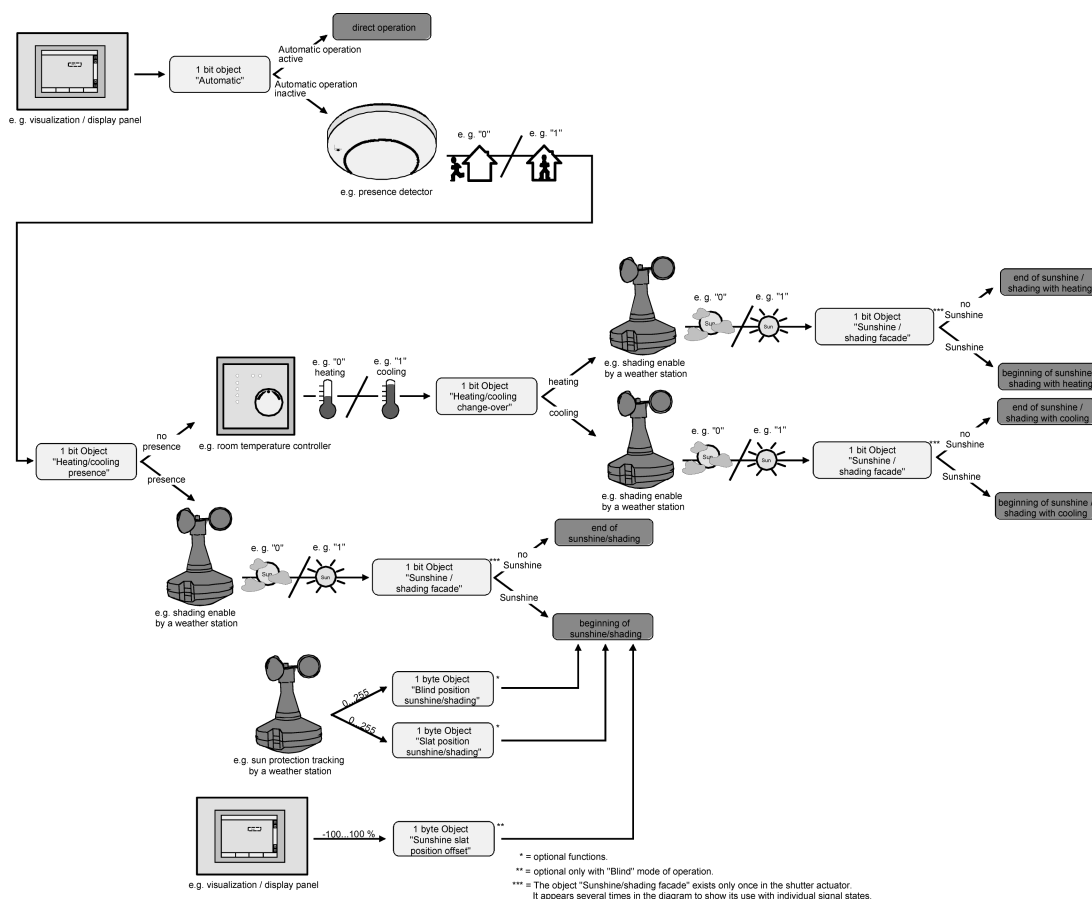 direct operation
Automatic operation
active
1 bit object
"Automatic"
Automatic operation
inactive
e. g. visualization / display panel
e. g. "0"
e. g. "1"
e.g. presence detector
end of sunshine /
shading with heating
e. g. "0"
e. g. "1"
Sun
Sun
1 bit Object
"Sunshine /
shading facade"
***
no
Sunshine
Sunshine
e.g. shading enable
by a weather station
beginning of sunshine
shading with heating
e. g. "0"
heating
e. g. "1"
cooling
1 bit Object
"Heating/cooling
change-over"
heating
cooling
end of sunshine /
shading with cooling
e. g. "0"
e. g. "1"
Sun
Sun
1 bit Object
"Sunshine /
shading facade"
***
no
Sunshine
Sunshine
e.g. shading enable
by a weather station
beginning of sunshine /
shading with cooling
no
presence
e.g. room temperature controller
1 bit Object
"Heating/cooling
presence"
presence
end of
sunshine/shading
e. g. "0"
e. g. "1"
Sun
Sun
1 bit Object
"Sunshine /
shading facade"
***
no
Sunshine
Sunshine
e.g. shading enable
by a weather station
beginning of
sunshine/shading
0...255
1 byte Object
"Blind position
sunshine/shading"
*
0...255
1 byte Object
"Slat position
sunshine/shading"
*
e.g. sun protection tracking
by a weather station
-100...100 %
1 byte Object
"Sunshine slat
position offset"
**
e.g. visualization / display panel
* = optional functions.
** = optional only with "Blind" mode of operation.
*** = The object "Sunshine/shading facade" exists only once in the shutter actuator.
It appears several times in the diagram to show its use with individual signal states.